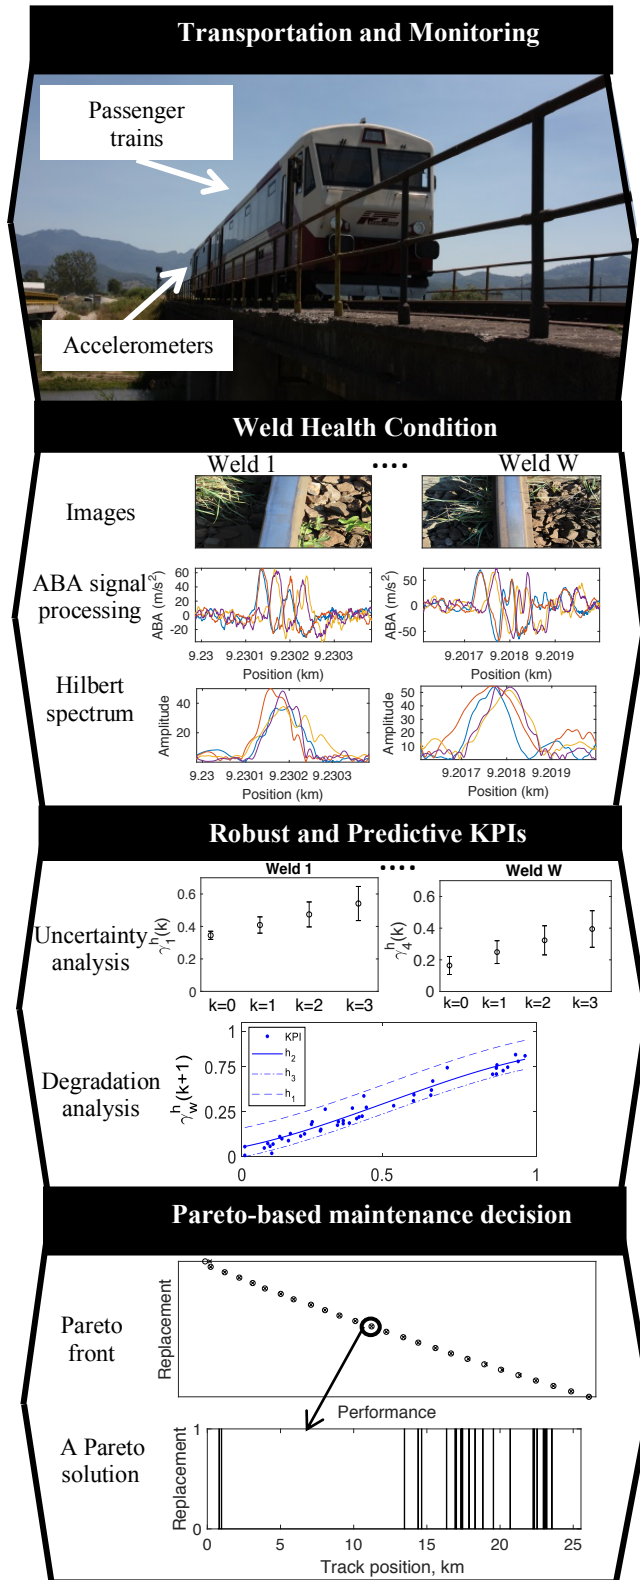 Transportation and Monitoring
Passenger
trains
Accelerometers
Weld Health Condition
Weld 1 .... Weld W
Images
ABA signal
processing
ABA (m/s²)
60
40
20
0
-20
9.23 9.2301 9.2302 9.2303
Position (km)
ABA (m/s²)
50
0
-50
9.2017 9.2018 9.2019
Position (km)
Hilbert
spectrum
Amplitude
40
20
9.23 9.2301 9.2302 9.2303
Position (km)
Amplitude
50
40
30
20
10
9.2017 9.2018 9.2019
Position (km)
Robust and Predictive KPIs
Weld 1 .... Weld W
Uncertainty
analysis
γ₁ʰ(k)
0.6
0.4
0.2
0
k=0 k=1 k=2 k=3
γ₄ʰ(k)
0.6
0.4
0.2
0
k=0 k=1 k=2 k=3
Degradation
analysis
γ_wʰ(k+1)
1
0.75
0.25
0
KPI
h₂
h₃
h₁
0 0.5 1
Pareto-based maintenance decision
Pareto
front
Replacement
Performance
A Pareto
solution
Replacement
1
0
0 5 10 15 20 25
Track position, km